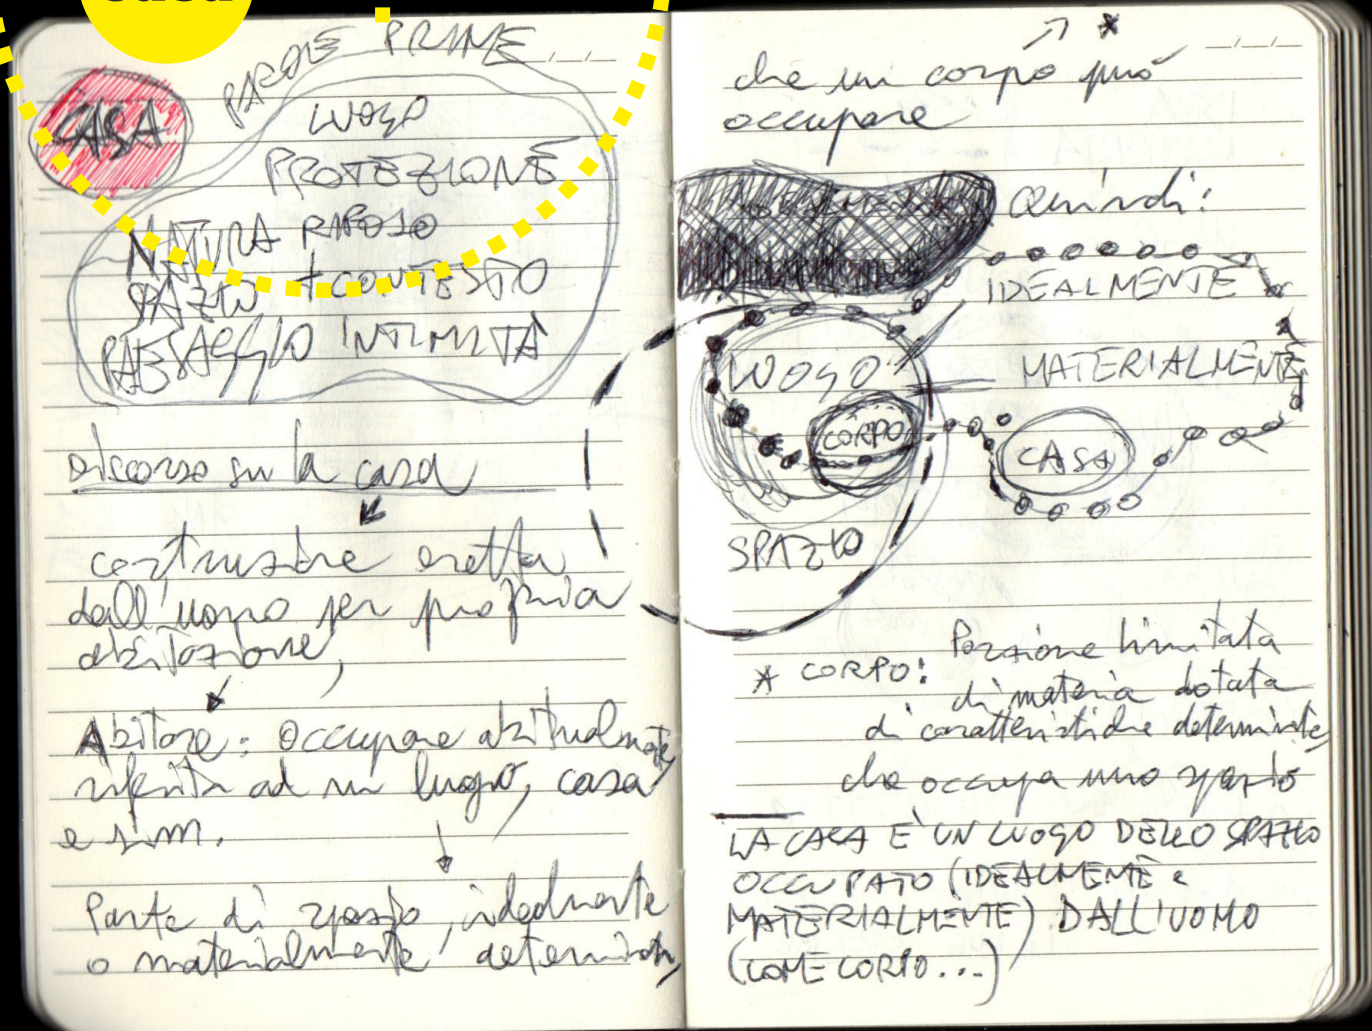 casa
CASA
PAROLE PRIME
LUOGO
PROTEZIONE
NATURA RIPOSO
SPAZIO + CONTESTO
PAESAGGIO INTIMITÀ
Discorso su la casa
costruzione eretta
dall'uomo per propria
abitazione,
Abitare: Occupare abitualmente,
riferito ad un luogo, casa
e sim.
Parte di spazio, idealmente
o materialmente determinata,
*
che un corpo può
occupare
Quindi:
IDEALMENTE
LUOGO
MATERIALMENTE
CORPO
CASA
SPAZIO
* CORPO: Porzione limitata
di materia dotata
di caratteristiche determinate,
che occupa uno spazio
LA CASA E' UN LUOGO DELLO SPAZIO
OCCUPATO (IDEALMENTE e
MATERIALMENTE) DALL'UOMO
(COME CORPO...)